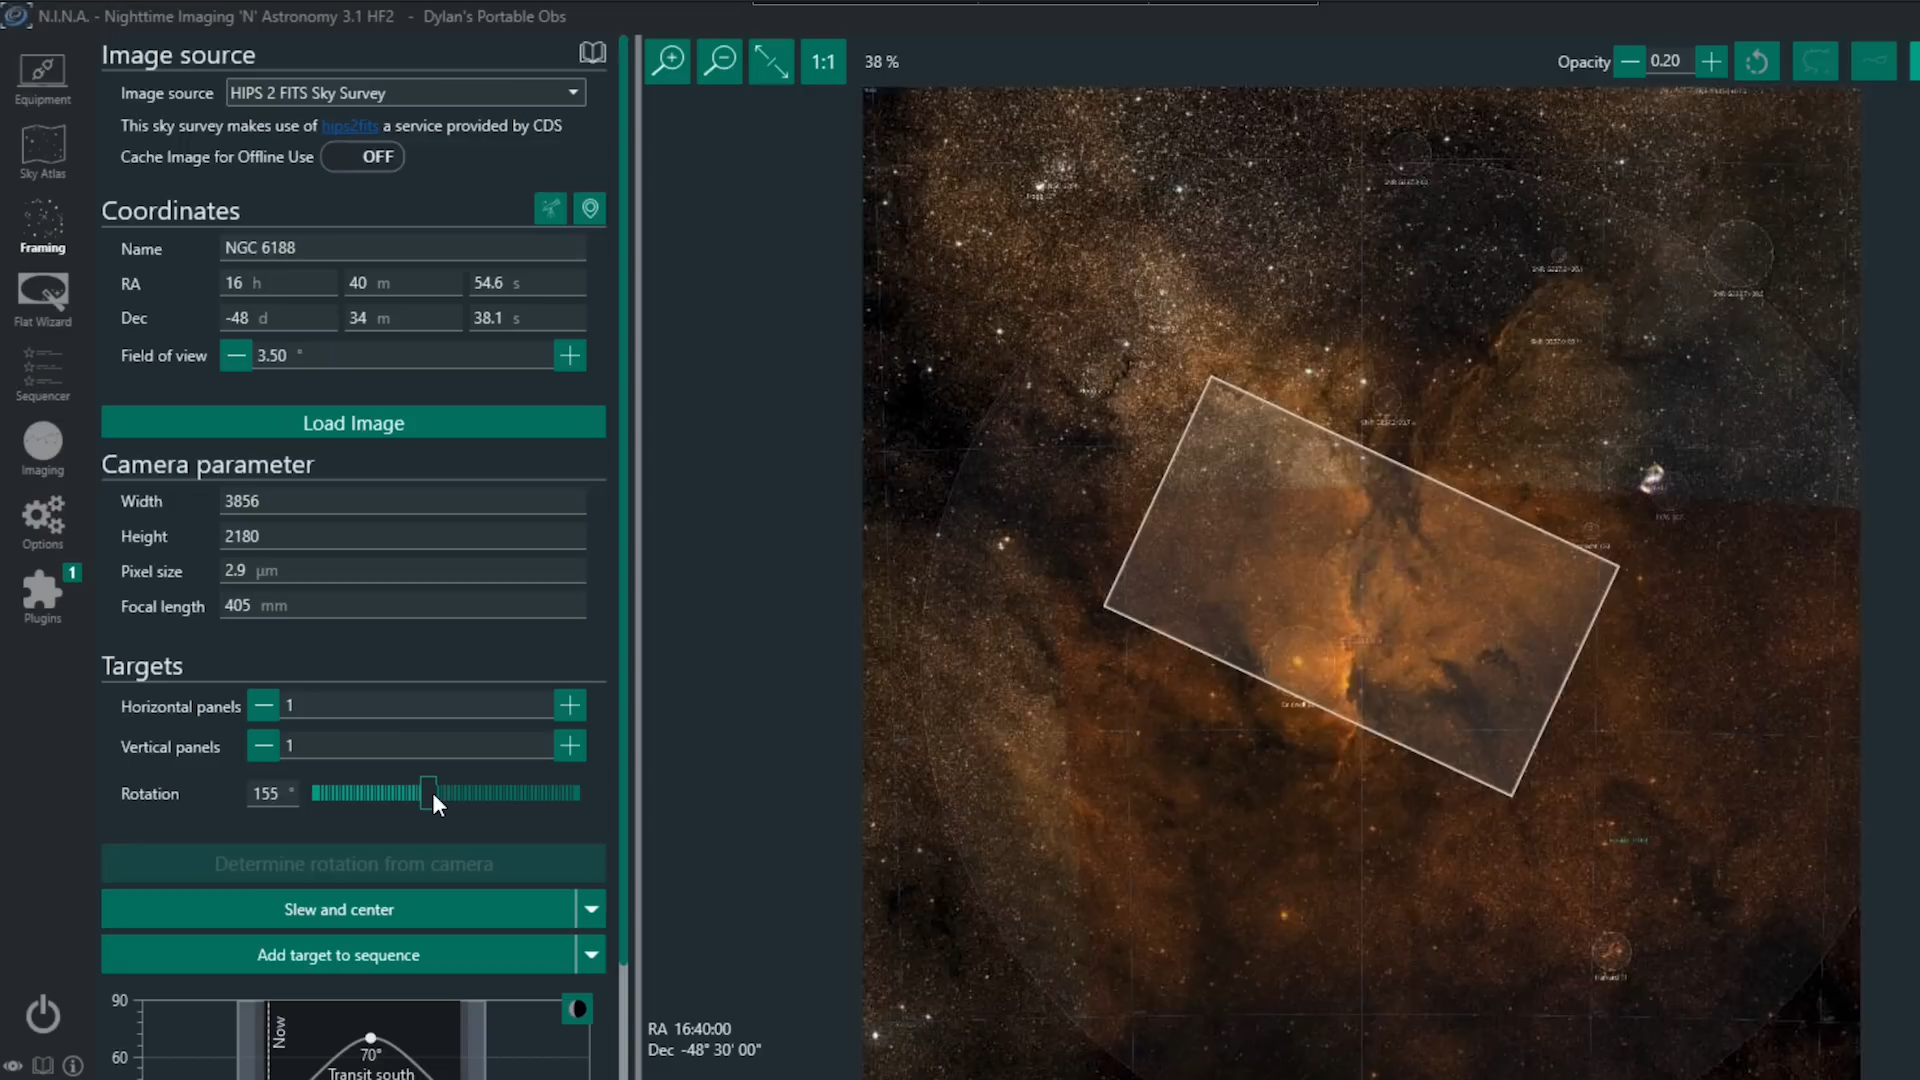 N.I.N.A. - Nighttime Imaging 'N' Astronomy 3.1 HF2 - Dylan's Portable Obs
Equipment
Sky Atlas
Framing
Flat Wizard
Sequencer
Imaging
Options
1
Plugins
Image source
Image source HIPS 2 FITS Sky Survey
This sky survey makes use of hips2fits a service provided by CDS
Cache Image for Offline Use OFF
Coordinates
Name NGC 6188
RA 16 h 40 m 54.6 s
Dec -48 d 34 m 38.1 s
Field of view 3.50 °
Load Image
Camera parameter
Width 3856
Height 2180
Pixel size 2.9 μm
Focal length 405 mm
Targets
Horizontal panels 1
Vertical panels 1
Rotation 155 °
Determine rotation from camera
Slew and center
Add target to sequence
90
60
Now
70°
Transit south
1:1 38 % Opacity 0.20
RA 16:40:00
Dec -48° 30' 00"